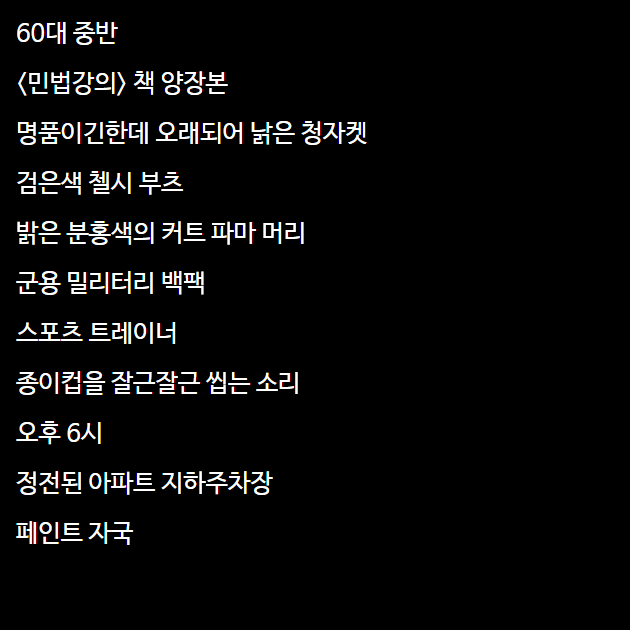 60대 중반
〈민법강의〉 책 양장본
명품이긴한데 오래되어 낡은 청자켓
검은색 첼시 부츠
밝은 분홍색의 커트 파마 머리
군용 밀리터리 백팩
스포츠 트레이너
종이컵을 잘근잘근 씹는 소리
오후 6시
정전된 아파트 지하주차장
페인트 자국